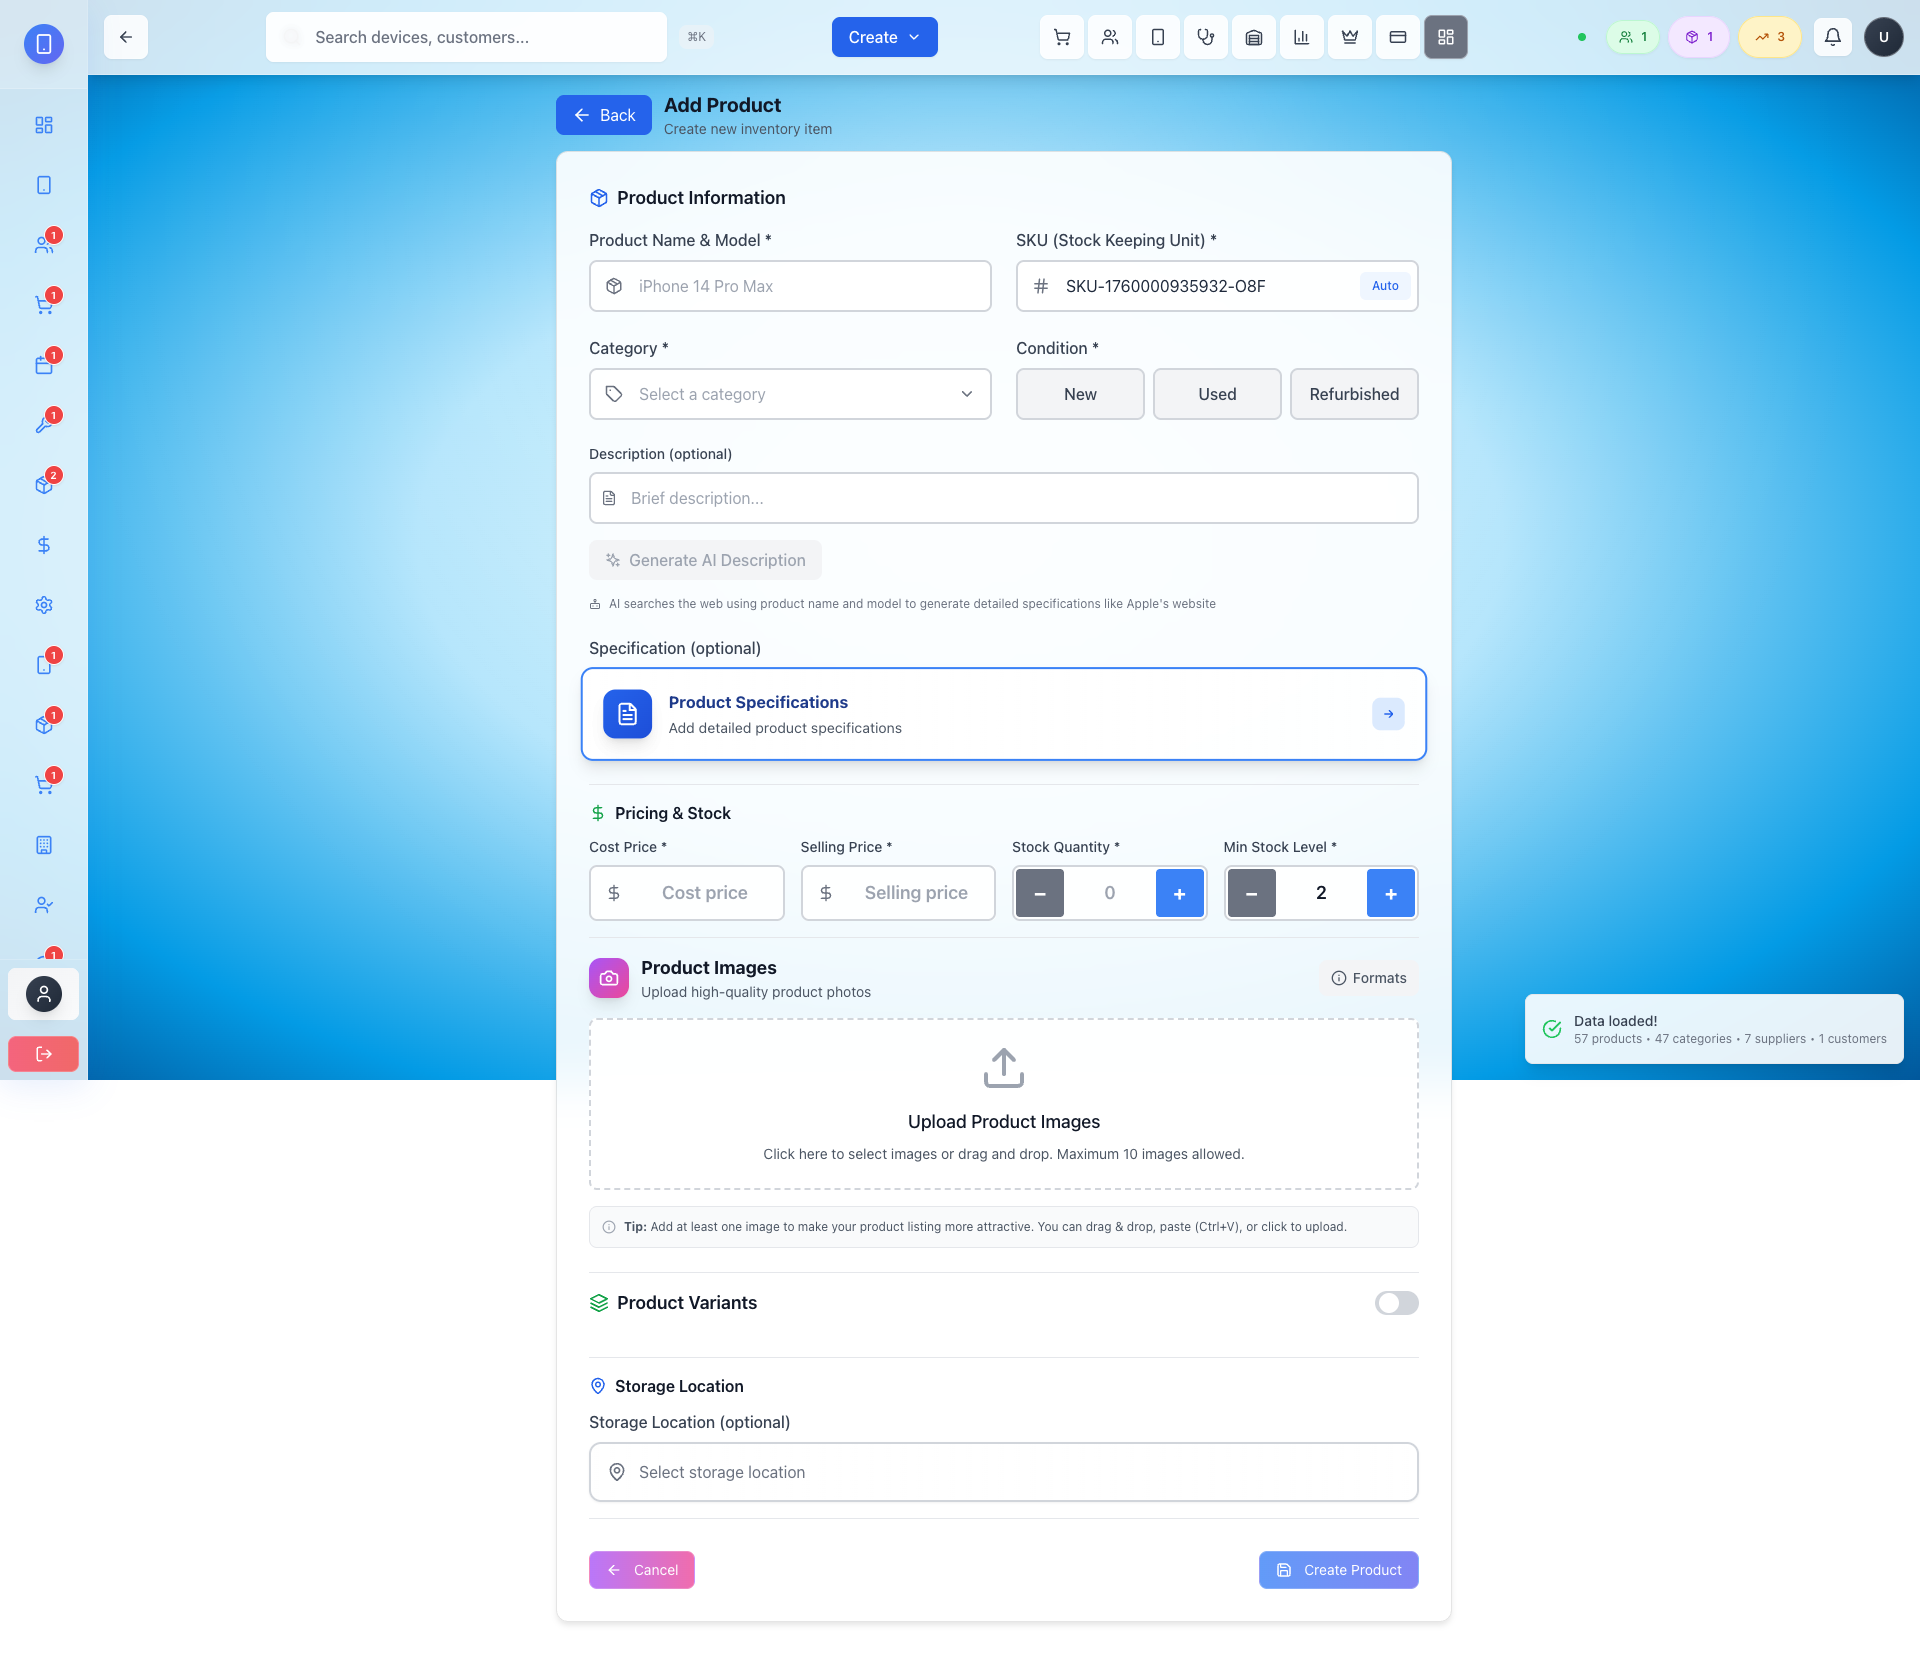 Search devices, customers...
⌘K
Create
1
1
3
U
Back
Add Product
Create new inventory item
1
1
1
1
2
1
1
1
1
Product Information
Product Name & Model *
iPhone 14 Pro Max
SKU (Stock Keeping Unit) *
SKU-1760000935932-O8F
Auto
Category *
Select a category
Condition *
New
Used
Refurbished
Description (optional)
Brief description...
Generate AI Description
AI searches the web using product name and model to generate detailed specifications like Apple's website
Specification (optional)
Product Specifications
Add detailed product specifications
Pricing & Stock
Cost Price *
Cost price
Selling Price *
Selling price
Stock Quantity *
− 0 +
Min Stock Level *
− 2 +
Product Images
Upload high-quality product photos
Formats
Upload Product Images
Click here to select images or drag and drop. Maximum 10 images allowed.
Tip: Add at least one image to make your product listing more attractive. You can drag & drop, paste (Ctrl+V), or click to upload.
Data loaded!
57 products • 47 categories • 7 suppliers • 1 customers
Product Variants
Storage Location
Storage Location (optional)
Select storage location
Cancel
Create Product